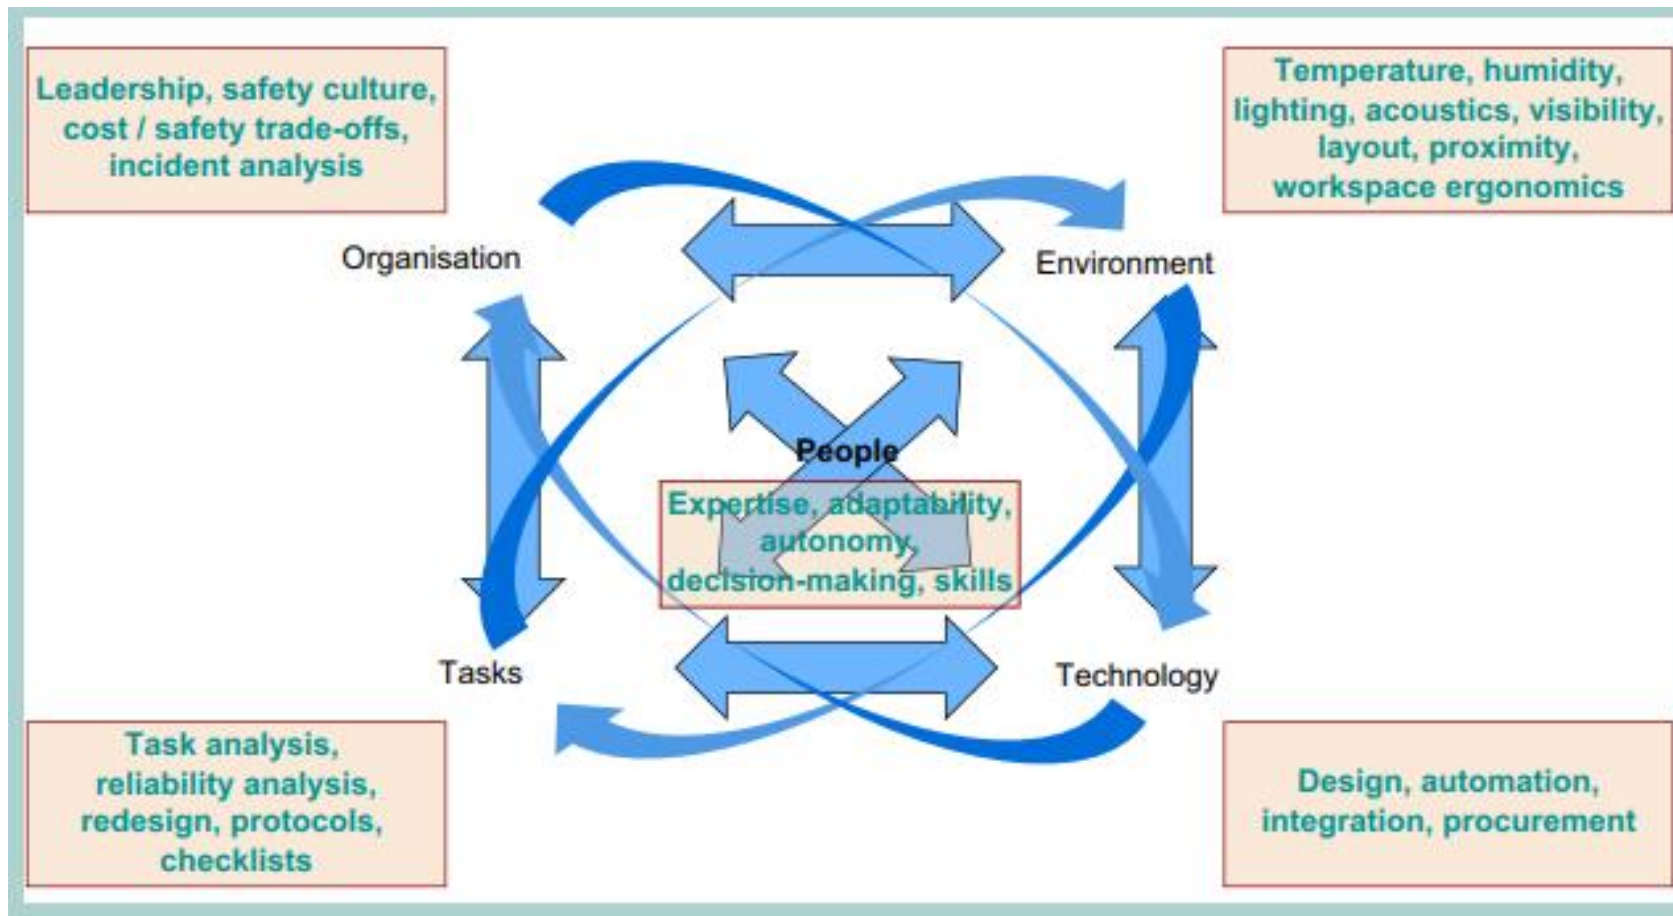 Leadership, safety culture,
cost / safety trade-offs,
incident analysis
Temperature, humidity,
lighting, acoustics, visibility,
layout, proximity,
workspace ergonomics
Organisation
Environment
People
Expertise, adaptability,
autonomy,
decision-making, skills
Tasks
Technology
Task analysis,
reliability analysis,
redesign, protocols,
checklists
Design, automation,
integration, procurement